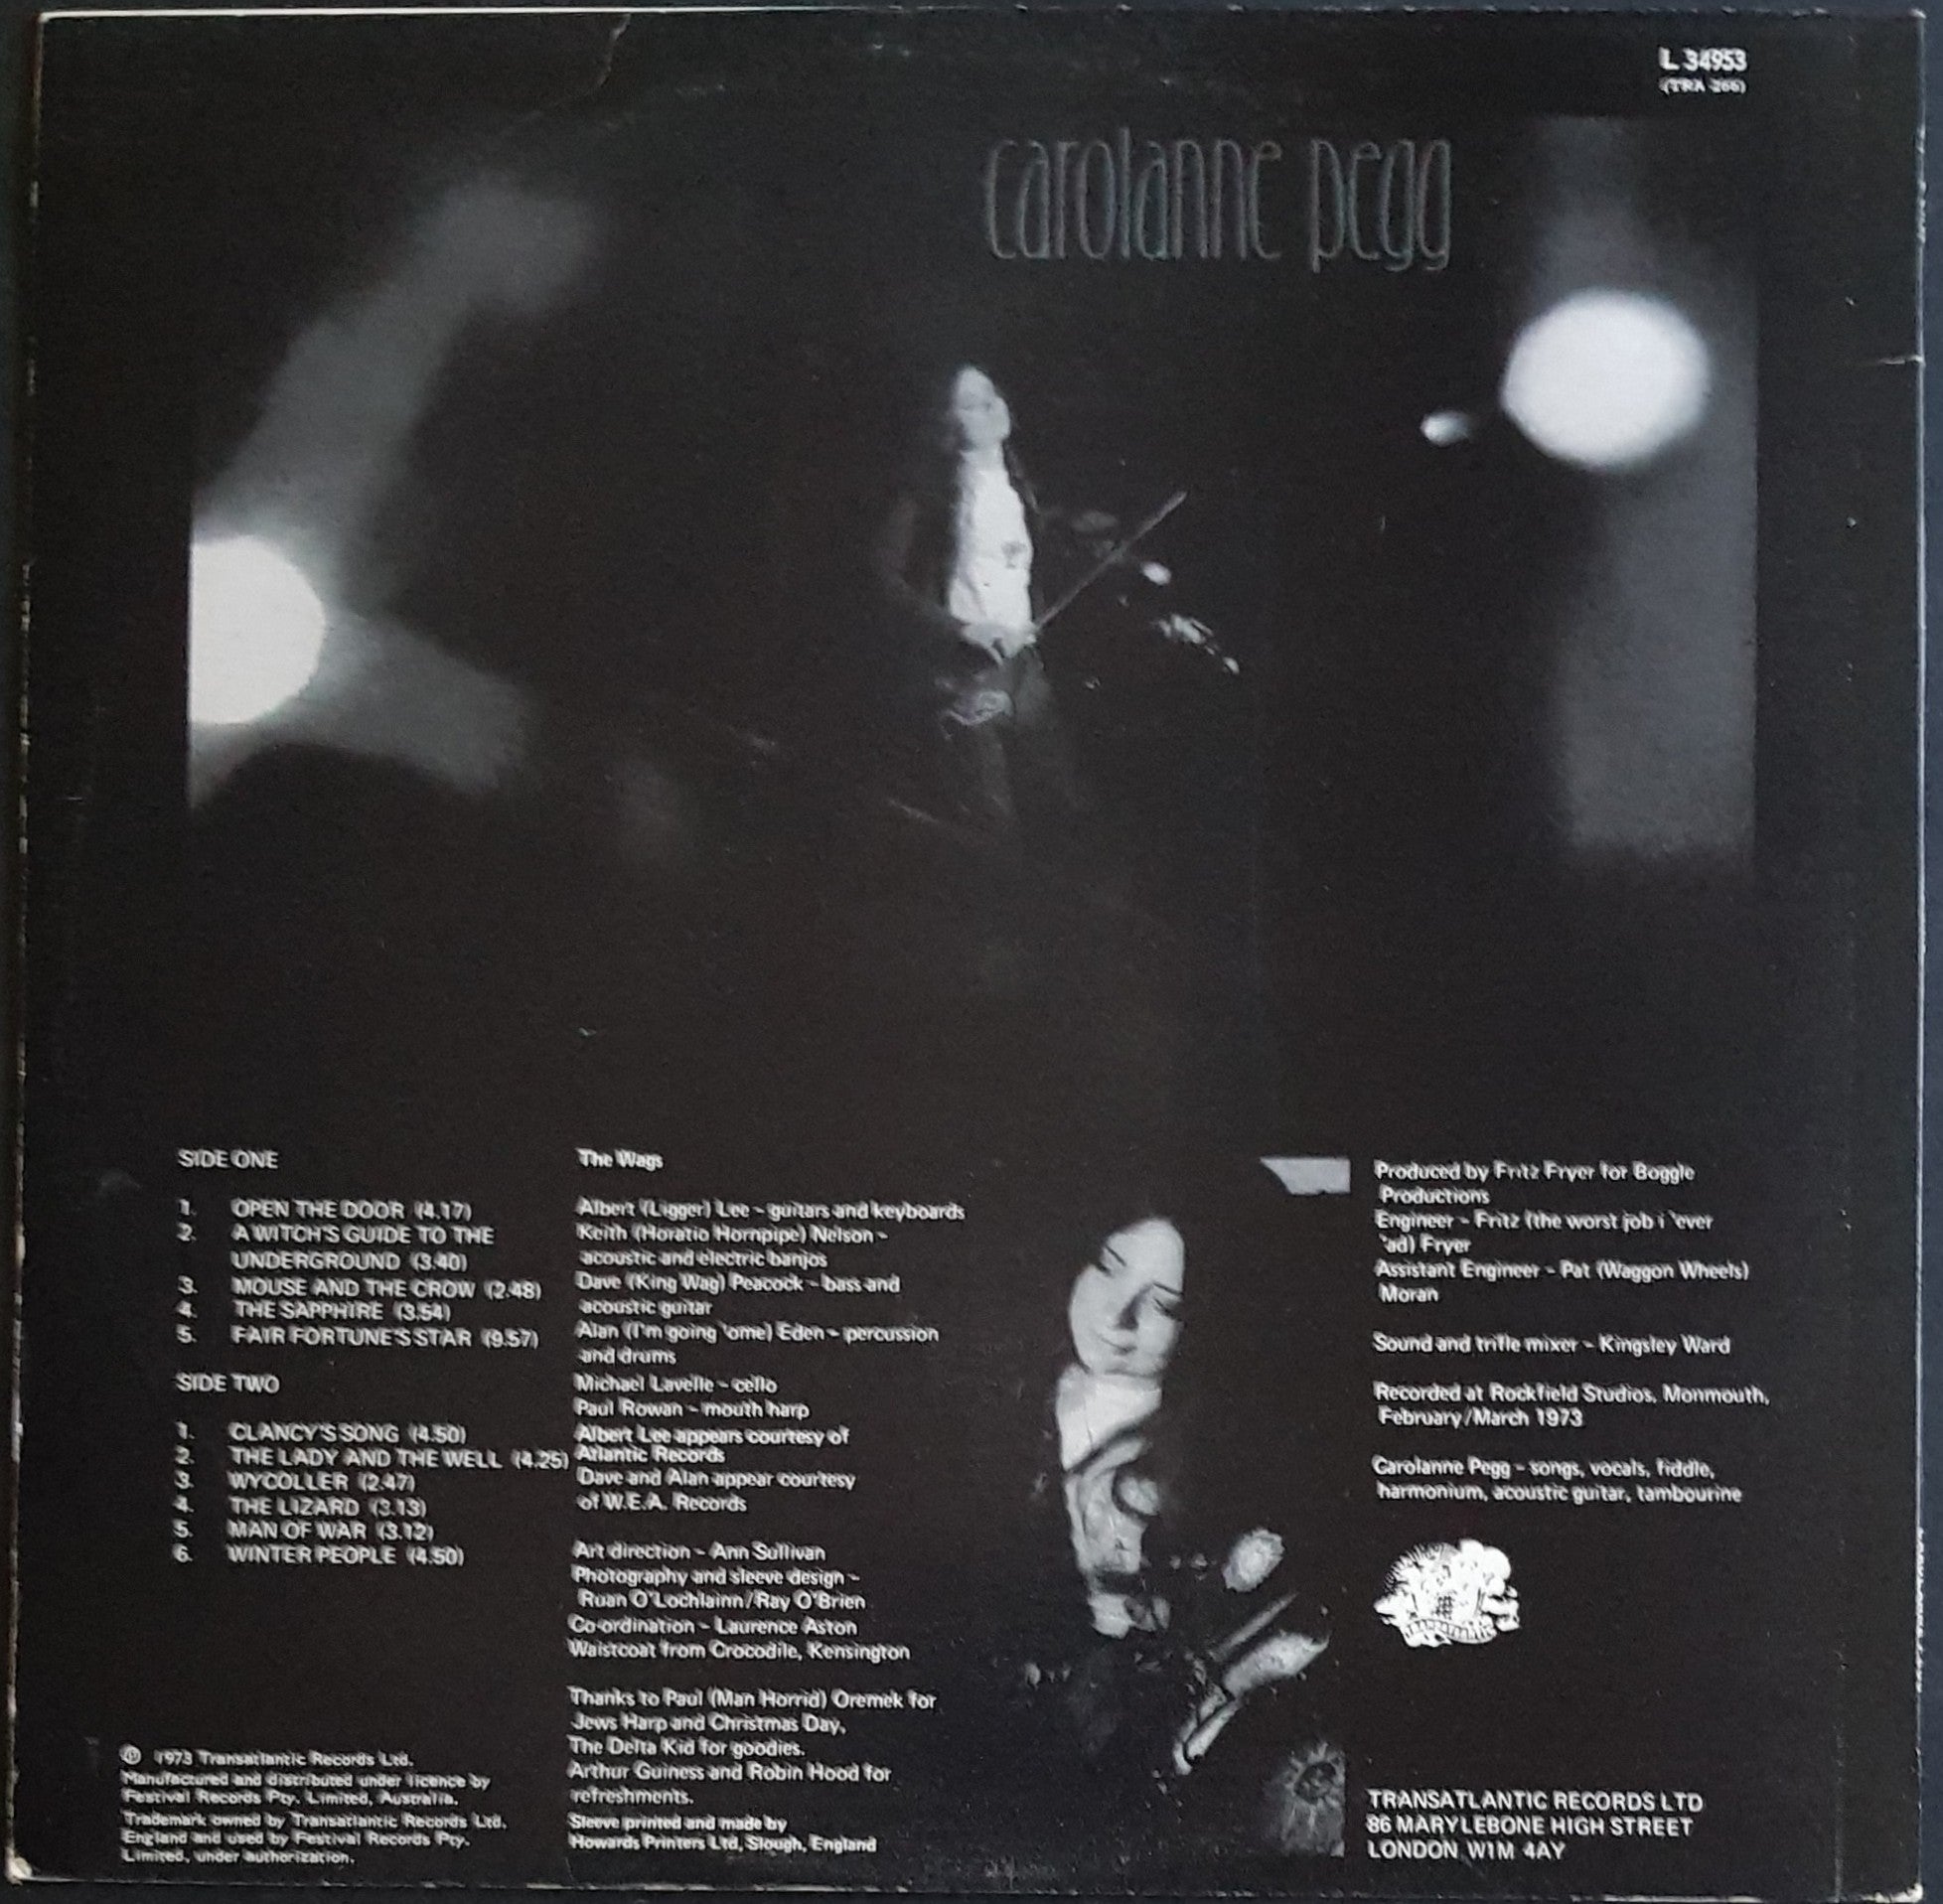 L 34953
(TRA 266)
carolanne pegg
SIDE ONE
1. OPEN THE DOOR (4.17)
2. A WITCH'S GUIDE TO THE
UNDERGROUND (3.40)
3. MOUSE AND THE CROW (2.48)
4. THE SAPPHIRE (3.54)
5. FAIR FORTUNE'S STAR (9.57)
SIDE TWO
1. CLANCY'S SONG (4.50)
2. THE LADY AND THE WELL (4.25)
3. WYCOLLER (2.47)
4. THE LIZARD (3.13)
5. MAN OF WAR (3.12)
6. WINTER PEOPLE (4.50)
℗ 1973 Transatlantic Records Ltd.
Manufactured and distributed under licence by
Festival Records Pty. Limited, Australia.
Trademark owned by Transatlantic Records Ltd.
England and used by Festival Records Pty.
Limited, under authorization.
The Wags
Albert (Ligger) Lee - guitars and keyboards
Keith (Horatio Hornpipe) Nelson -
acoustic and electric banjos
Dave (King Wag) Peacock - bass and
acoustic guitar
Alan (I'm going 'ome) Eden - percussion
and drums
Michael Lavelle - cello
Paul Rowan - mouth harp
Albert Lee appears courtesy of
Atlantic Records
Dave and Alan appear courtesy
of W.E.A. Records
Art direction - Ann Sullivan
Photography and sleeve design -
Ruan O'Lochlainn/Ray O'Brien
Co-ordination - Laurence Aston
Waistcoat from Crocodile, Kensington
Thanks to Paul (Man Horrid) Oremek for
Jews Harp and Christmas Day,
The Delta Kid for goodies.
Arthur Guiness and Robin Hood for
refreshments.
Sleeve printed and made by
Howards Printers Ltd, Slough, England
Produced by Fritz Fryer for Boggle
Productions
Engineer - Fritz (the worst job i 'ever
'ad) Fryer
Assistant Engineer - Pat (Waggon Wheels)
Moran
Sound and trifle mixer - Kingsley Ward
Recorded at Rockfield Studios, Monmouth,
February/March 1973
Carolanne Pegg - songs, vocals, fiddle,
harmonium, acoustic guitar, tambourine
TRANSATLANTIC RECORDS LTD
86 MARYLEBONE HIGH STREET
LONDON W1M 4AY